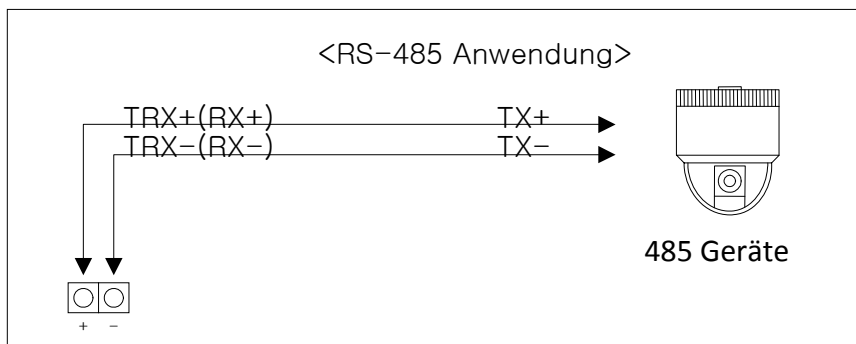 <RS-485 Anwendung>
TRX+(RX+) TX+
TRX-(RX-) TX-
485 Geräte
+ -